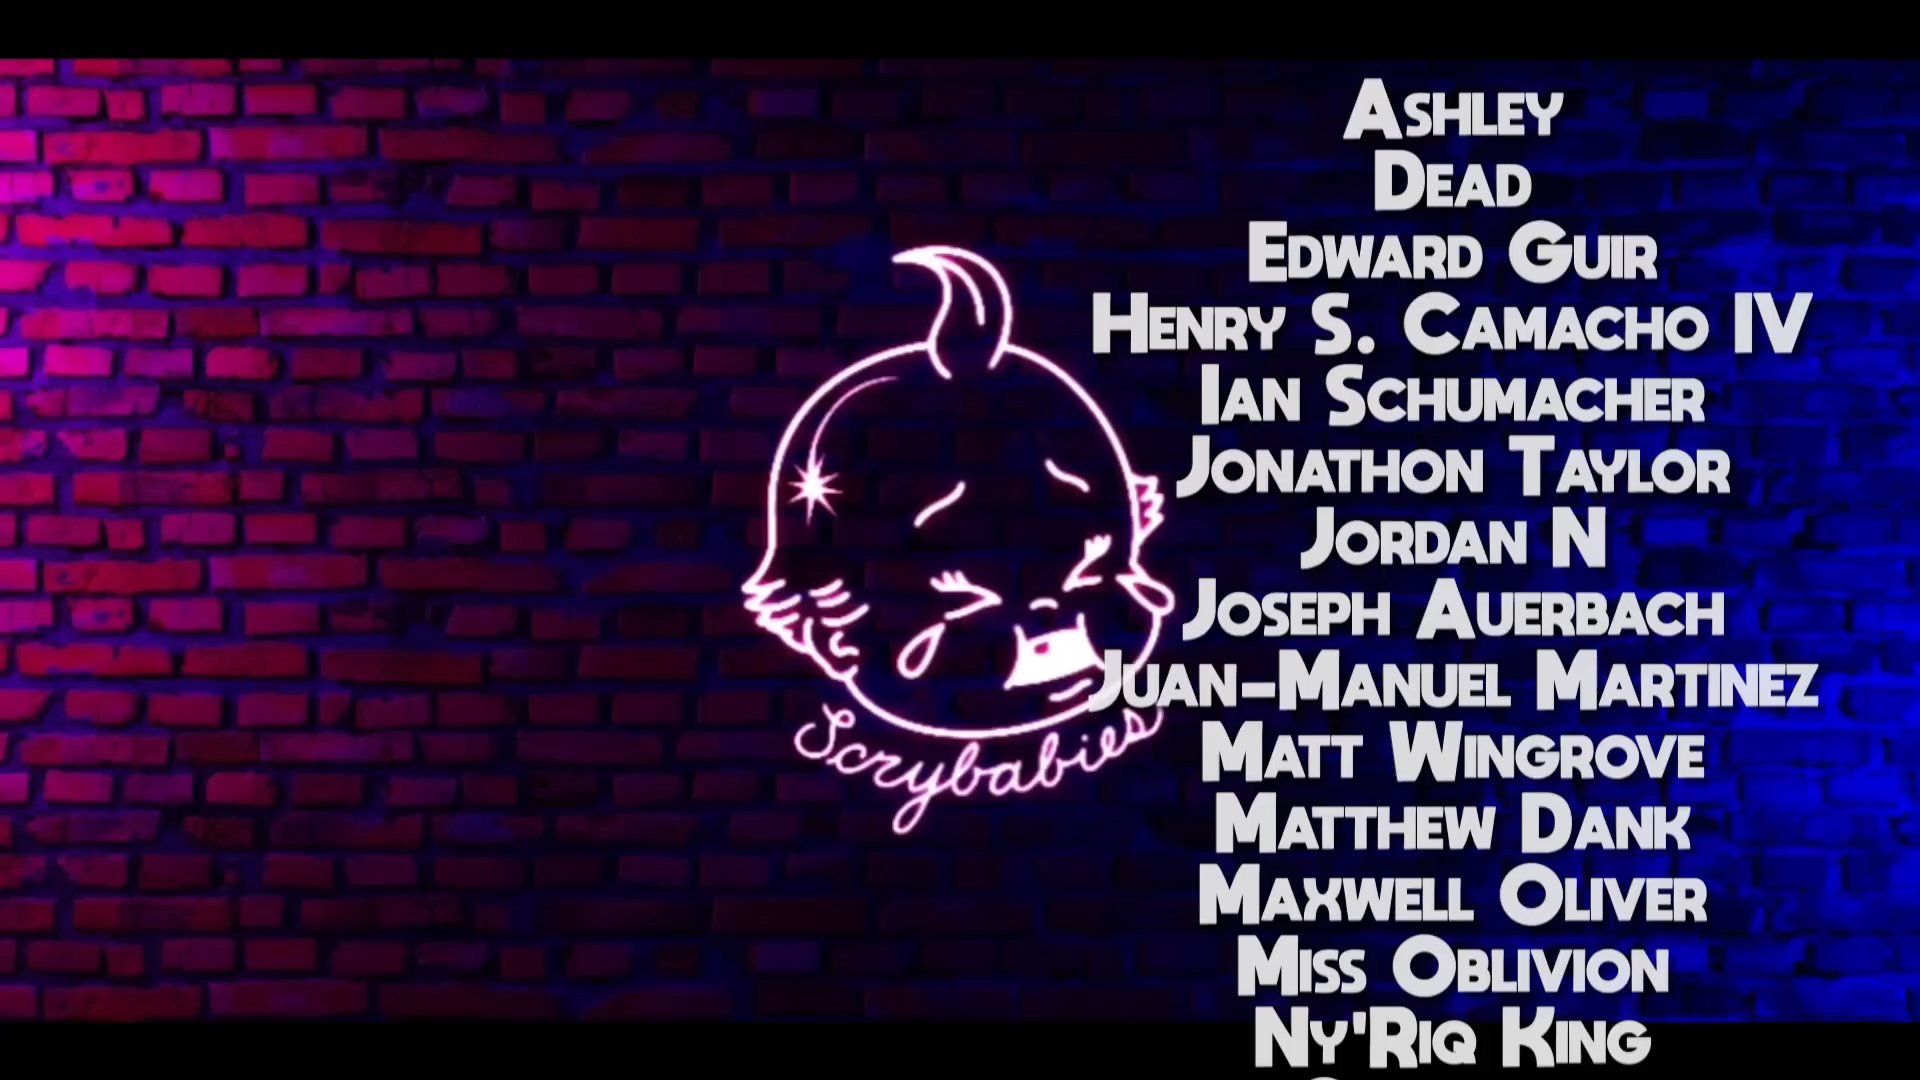 Ashley
Dead
Edward Guir
Henry S. Camacho IV
Ian Schumacher
Jonathon Taylor
Jordan N
Joseph Auerbach
Juan-Manuel Martinez
Matt Wingrove
Matthew Dank
Maxwell Oliver
Miss Oblivion
Ny'Riq King
Scrybabies